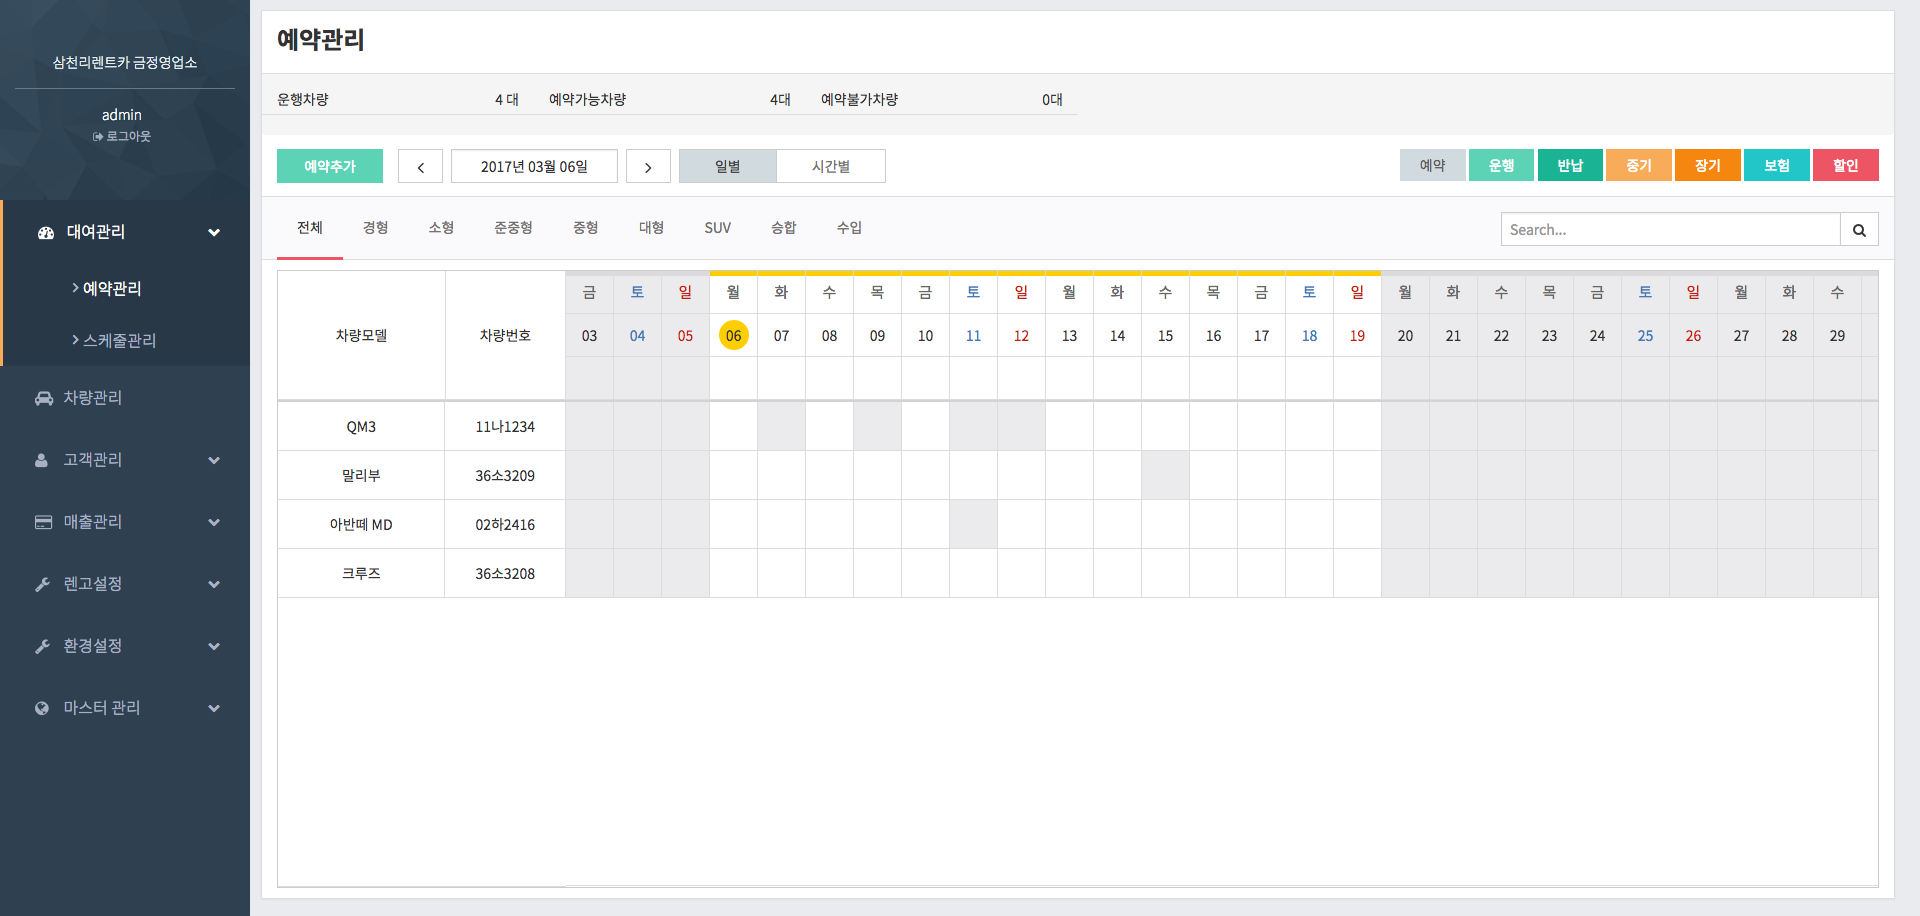 삼천리렌트카 금정영업소
admin
로그아웃
대여관리
예약관리
스케줄관리
차량관리
고객관리
매출관리
렌고설정
환경설정
마스터 관리
예약관리
운행차량 4 대 예약가능차량 4대 예약불가차량 0대
예약추가 2017년 03월 06일 일별 시간별 예약 운행 반납 중기 장기 보험 할인
전체 경형 소형 준중형 중형 대형 SUV 승합 수입 Search...
금 토 일 월 화 수 목 금 토 일 월 화 수 목 금 토 일 월 화 수 목 금 토 일 월 화 수
차량모델 차량번호 03 04 05 06 07 08 09 10 11 12 13 14 15 16 17 18 19 20 21 22 23 24 25 26 27 28 29
QM3 11나1234
말리부 36소3209
아반떼 MD 02하2416
크루즈 36소3208